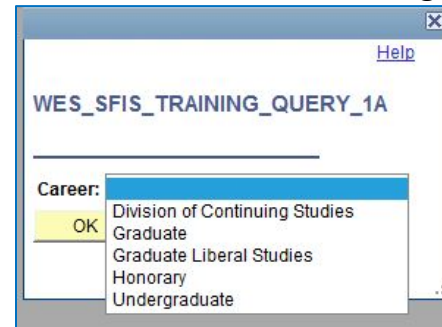 Help
WES_SFIS_TRAINING_QUERY_1A
Career:
OK
Division of Continuing Studies
Graduate
Graduate Liberal Studies
Honorary
Undergraduate